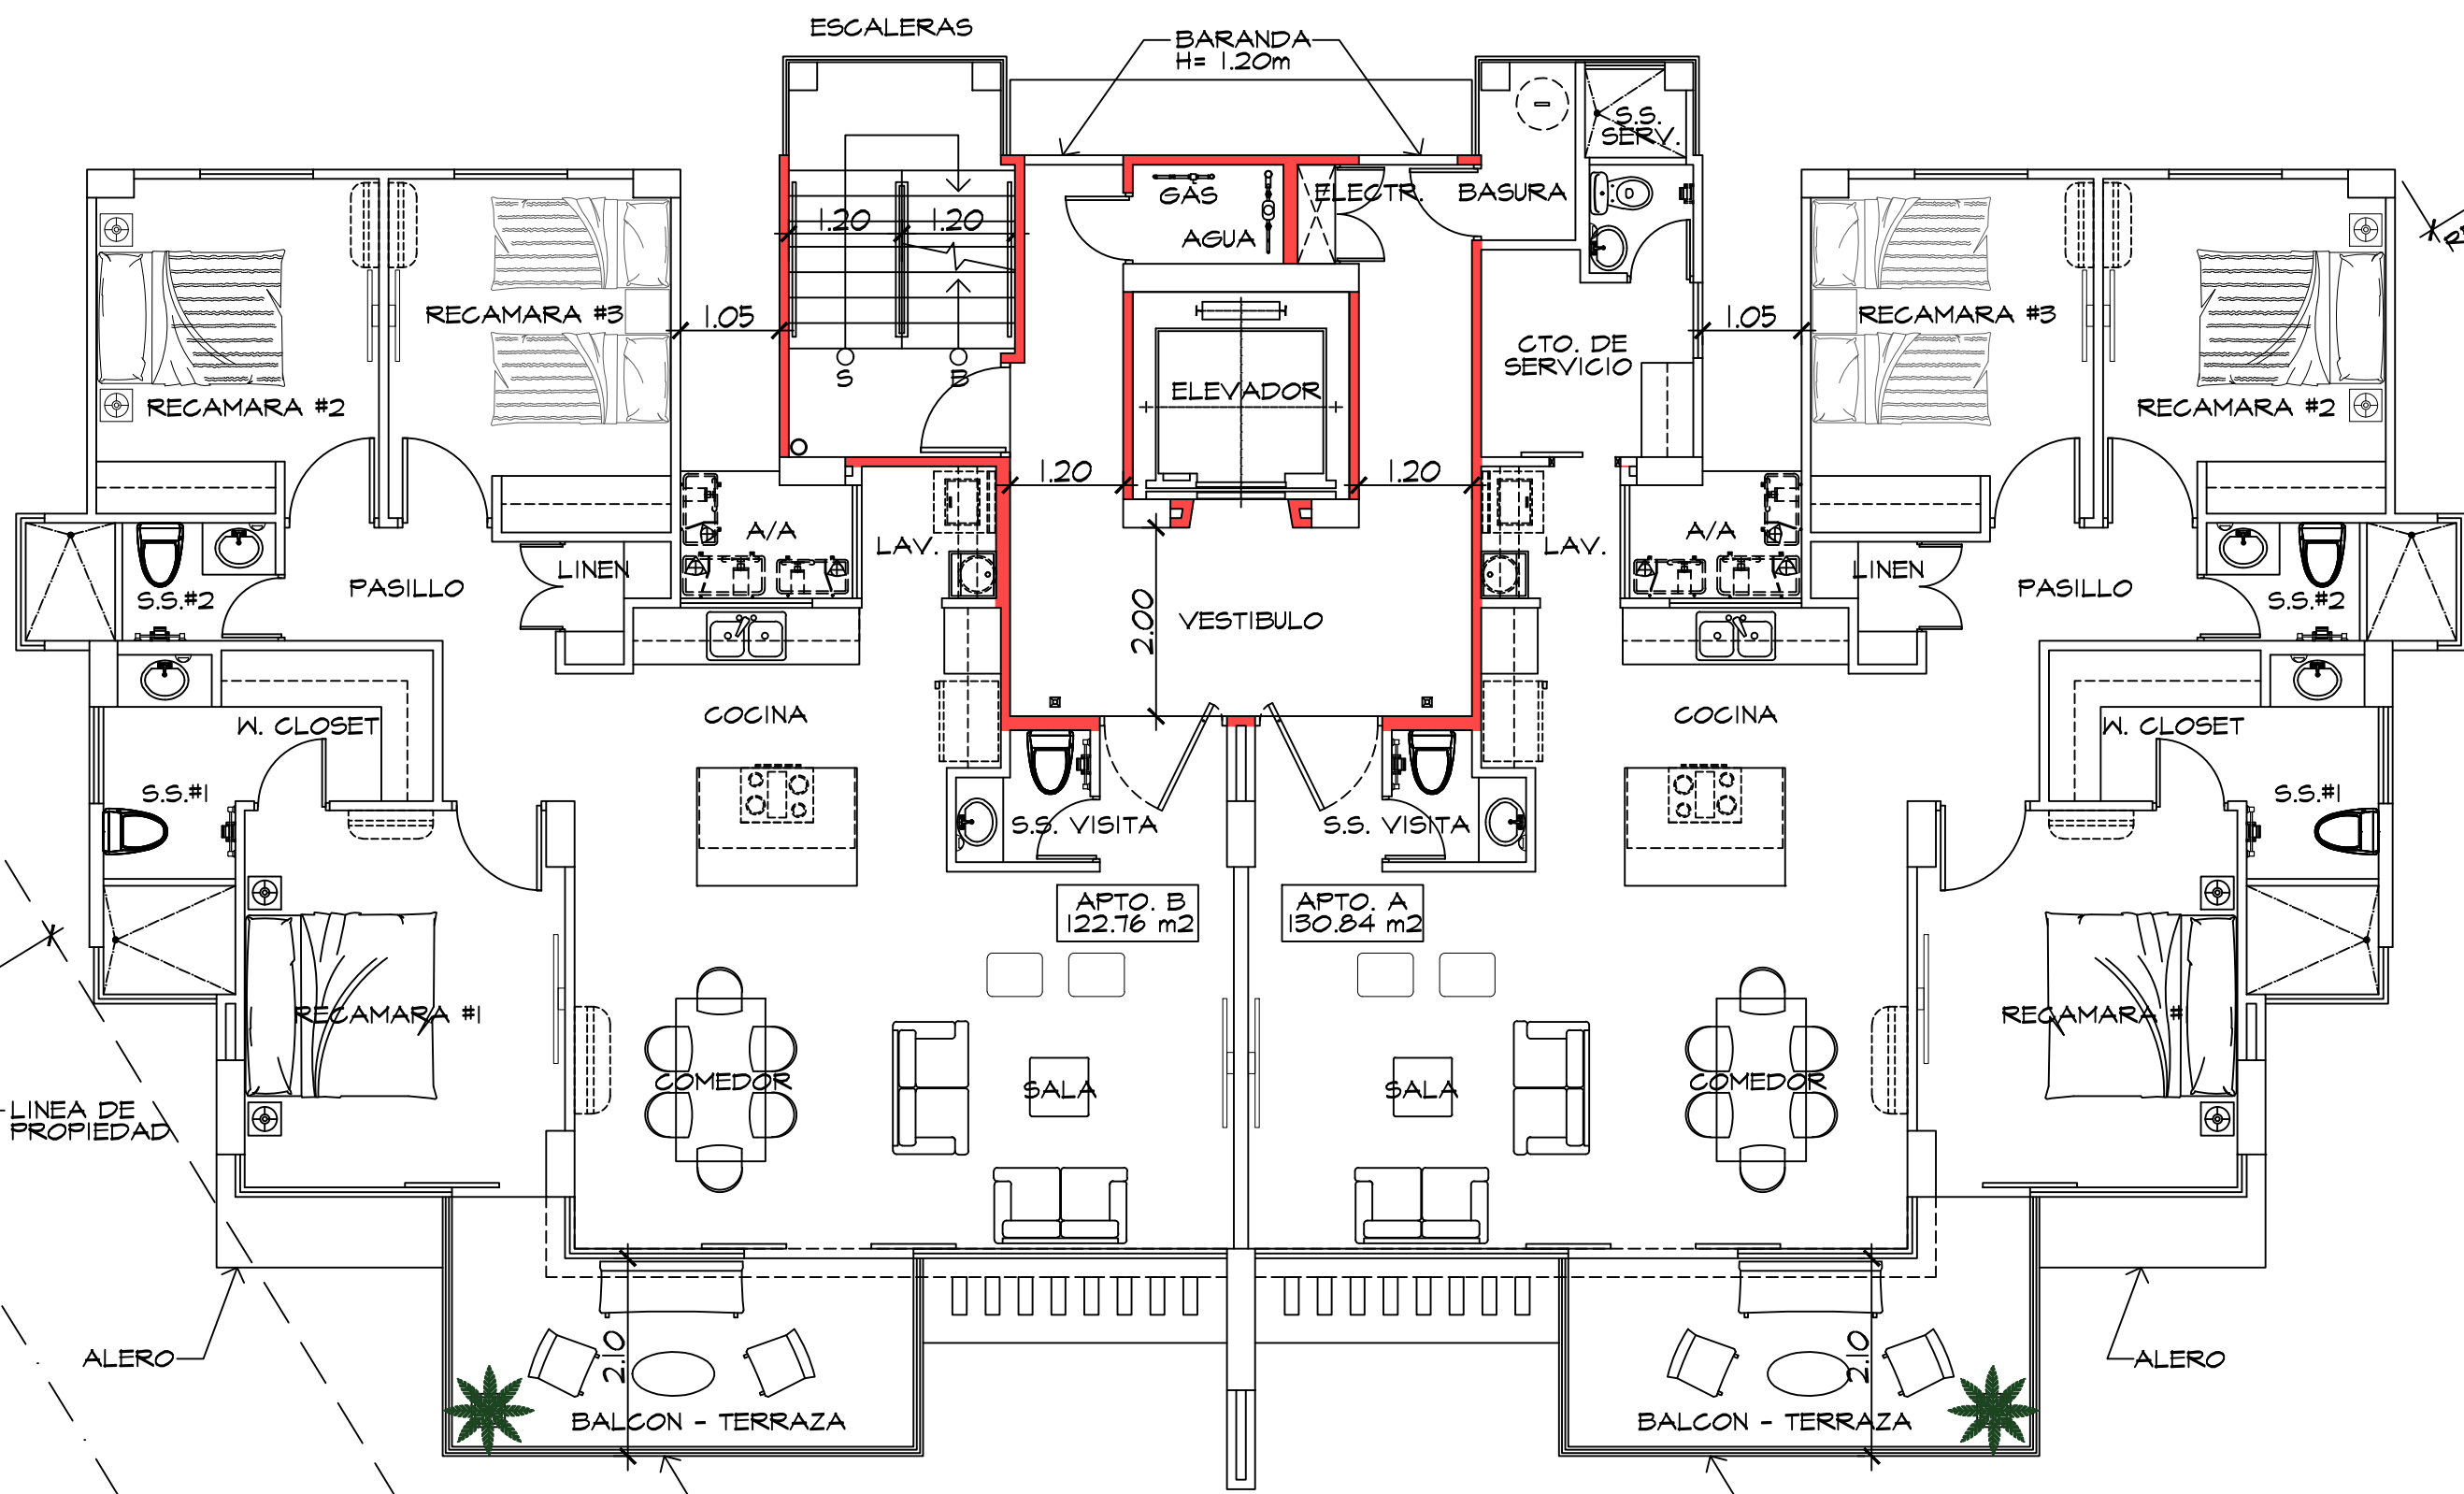 ESCALERAS
BARANDA
H= 1.20m
S.S.
SERV.
GAS
ELECTR.
BASURA
AGUA
1.20
1.20
RECAMARA #3
1.05
1.05
RECAMARA #3
CTO. DE
SERVICIO
S
B
ELEVADOR
RECAMARA #2
RECAMARA #2
1.20
1.20
A/A
LAV.
LAV.
A/A
LINEN
LINEN
PASILLO
PASILLO
S.S.#2
S.S.#2
2.00
VESTIBULO
COCINA
COCINA
W. CLOSET
W. CLOSET
S.S.#1
S.S.#1
S.S. VISITA
S.S. VISITA
APTO. B
122.76 m2
APTO. A
130.84 m2
RECAMARA #1
RECAMARA #1
COMEDOR
SALA
SALA
COMEDOR
LINEA DE
PROPIEDAD
ALERO
2.10
2.10
ALERO
BALCON - TERRAZA
BALCON - TERRAZA